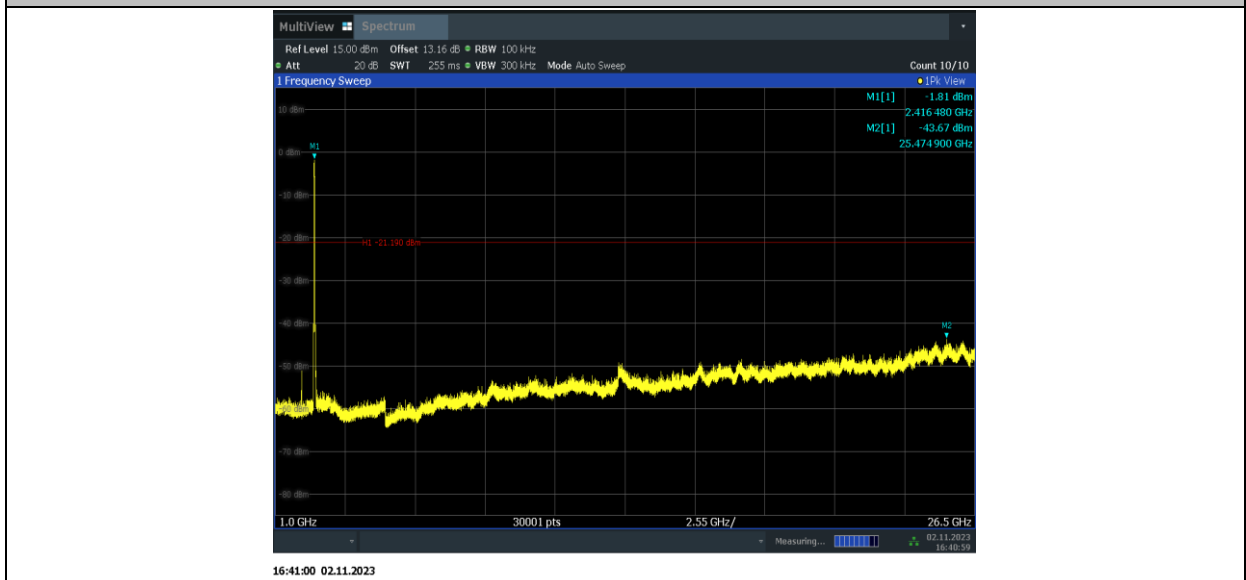 MultiView Spectrum
Ref Level 15.00 dBm Offset 13.16 dB RBW 100 kHz
Att 20 dB SWT 255 ms VBW 300 kHz Mode Auto Sweep Count 10/10
1 Frequency Sweep 1Pk View
M1[1] -1.81 dBm
10 dBm
2.416 480 GHz
M2[1] -43.67 dBm
25.474 900 GHz
M1
0 dBm
-10 dBm
-20 dBm
H1 -21.190 dBm
-30 dBm
-40 dBm
M2
-50 dBm
-60 dBm
-70 dBm
-80 dBm
1.0 GHz 30001 pts 2.55 GHz/ 26.5 GHz
Measuring... 02.11.2023
16:40:59
16:41:00 02.11.2023